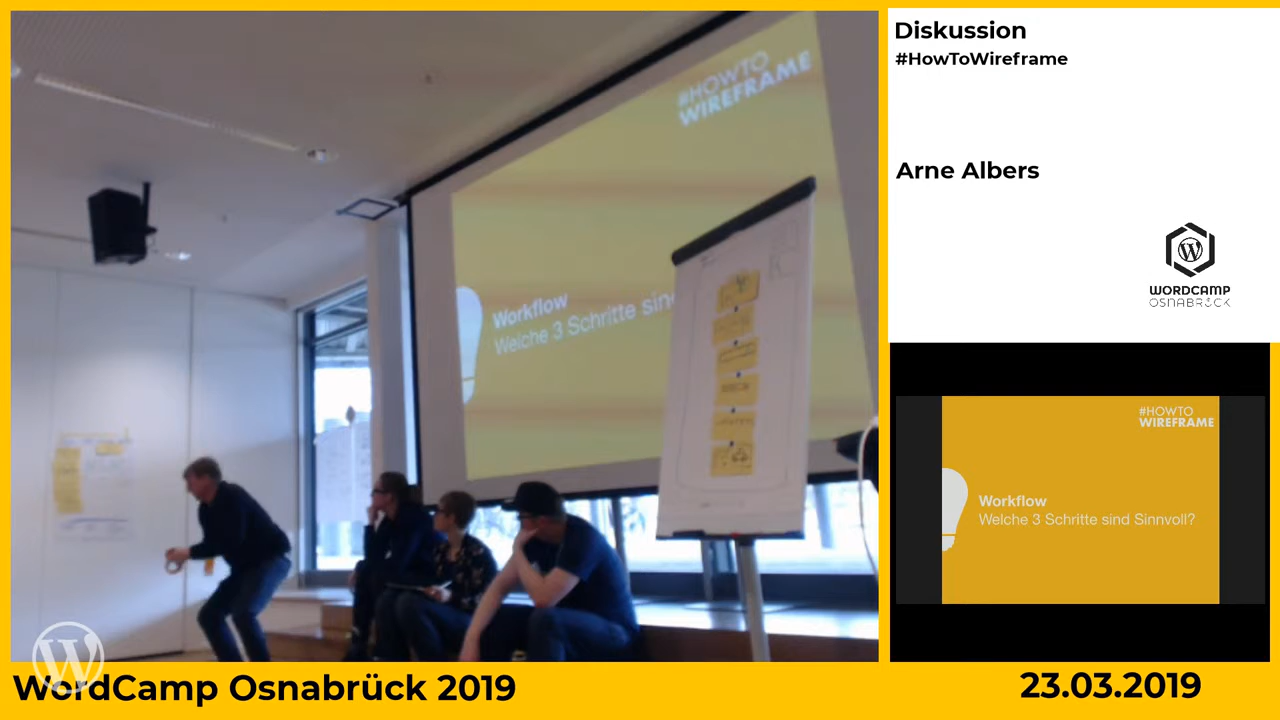 #HOWTO
WIREFRAME
Workflow
Welche 3 Schritte sind
Diskussion
#HowToWireframe
Arne Albers
WORDCAMP
OSNABRÜCK
#HOWTO
WIREFRAME
Workflow
Welche 3 Schritte sind Sinnvoll?
WordCamp Osnabrück 2019
23.03.2019